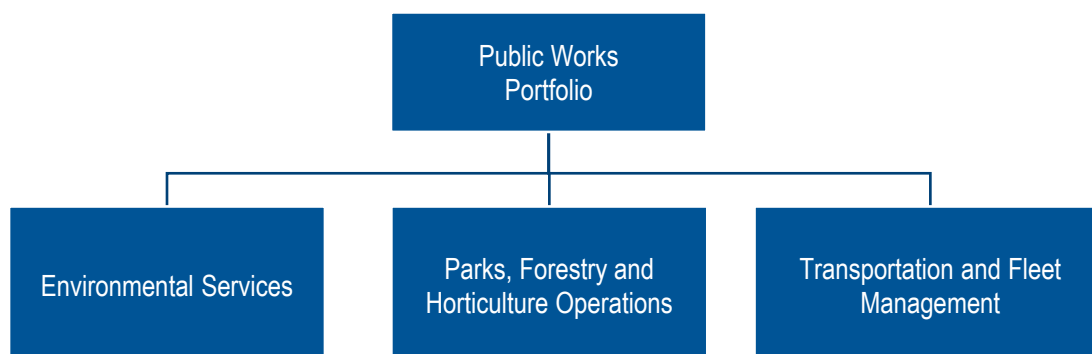 Public Works
Portfolio
Environmental Services
Parks, Forestry and
Horticulture Operations
Transportation and Fleet
Management